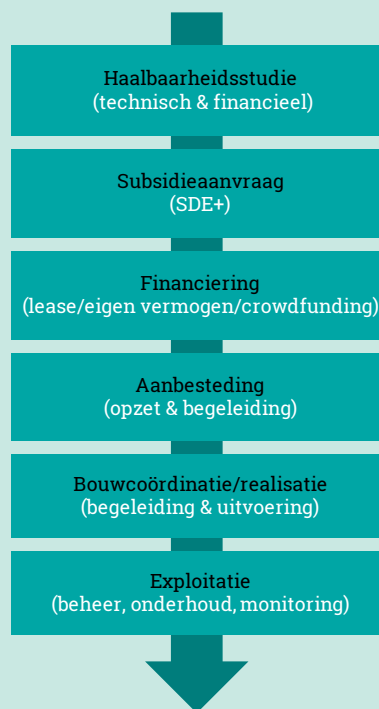 Haalbaarheidsstudie
(technisch & financieel)
Subsidieaanvraag
(SDE+)
Financiering
(lease/eigen vermogen/crowdfunding)
Aanbesteding
(opzet & begeleiding)
Bouwcoördinatie/realisatie
(begeleiding & uitvoering)
Exploitatie
(beheer, onderhoud, monitoring)